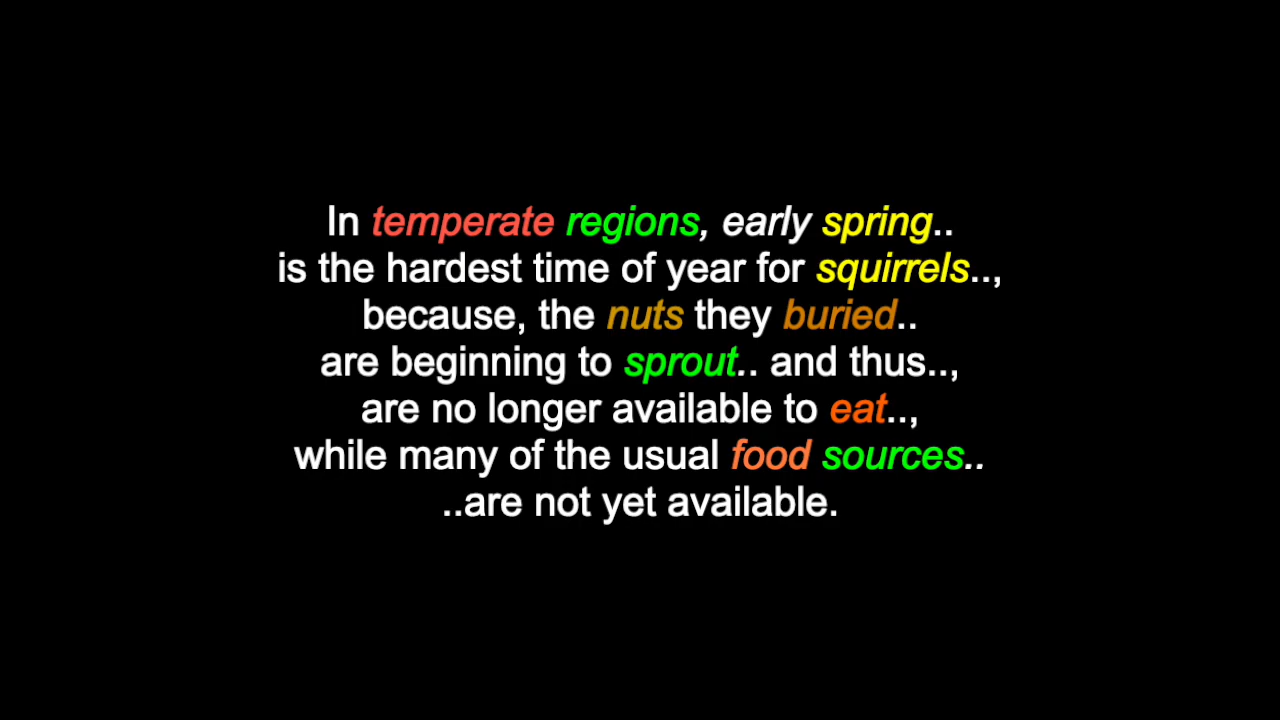 In temperate regions, early spring..
is the hardest time of year for squirrels..,
because, the nuts they buried..
are beginning to sprout.. and thus..,
are no longer available to eat..,
while many of the usual food sources..
..are not yet available.